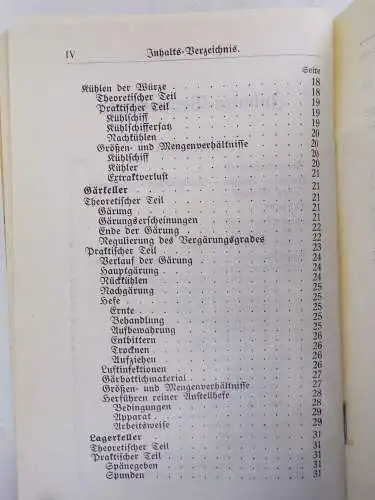 IV Inhalts-Verzeichnis.
Seite
Kühlen der Würze 18
Theoretischer Teil 18
Praktischer Teil 19
Kühlschiff 19
Kühlschiffersatz 19
Nachkühlen 20
Größen- und Mengenverhältnisse 20
Kühlschiff 20
Kühler 21
Extraktverlust 21
Gärkeller 21
Theoretischer Teil 21
Gärung 21
Gärungserscheinungen 21
Ende der Gärung 22
Regulierung des Vergärungsgrades 22
Praktischer Teil 23
Verlauf der Gärung 24
Hauptgärung 24
Rückkühlen 24
Nachgärung 25
Hefe 25
Ernte 25
Behandlung 25
Aufbewahrung 25
Entbittern 26
Trocknen 26
Aufziehen 26
Luftinfektionen 26
Gärbottichmaterial 27
Größen- und Mengenverhältnisse 27
Herführen reiner Anstellhefe 28
Bedingungen 28
Apparat 28
Arbeitsweise 29
Lagerkeller 31
Theoretischer Teil 31
Praktischer Teil 31
Spänegeben 31
Spunden 31